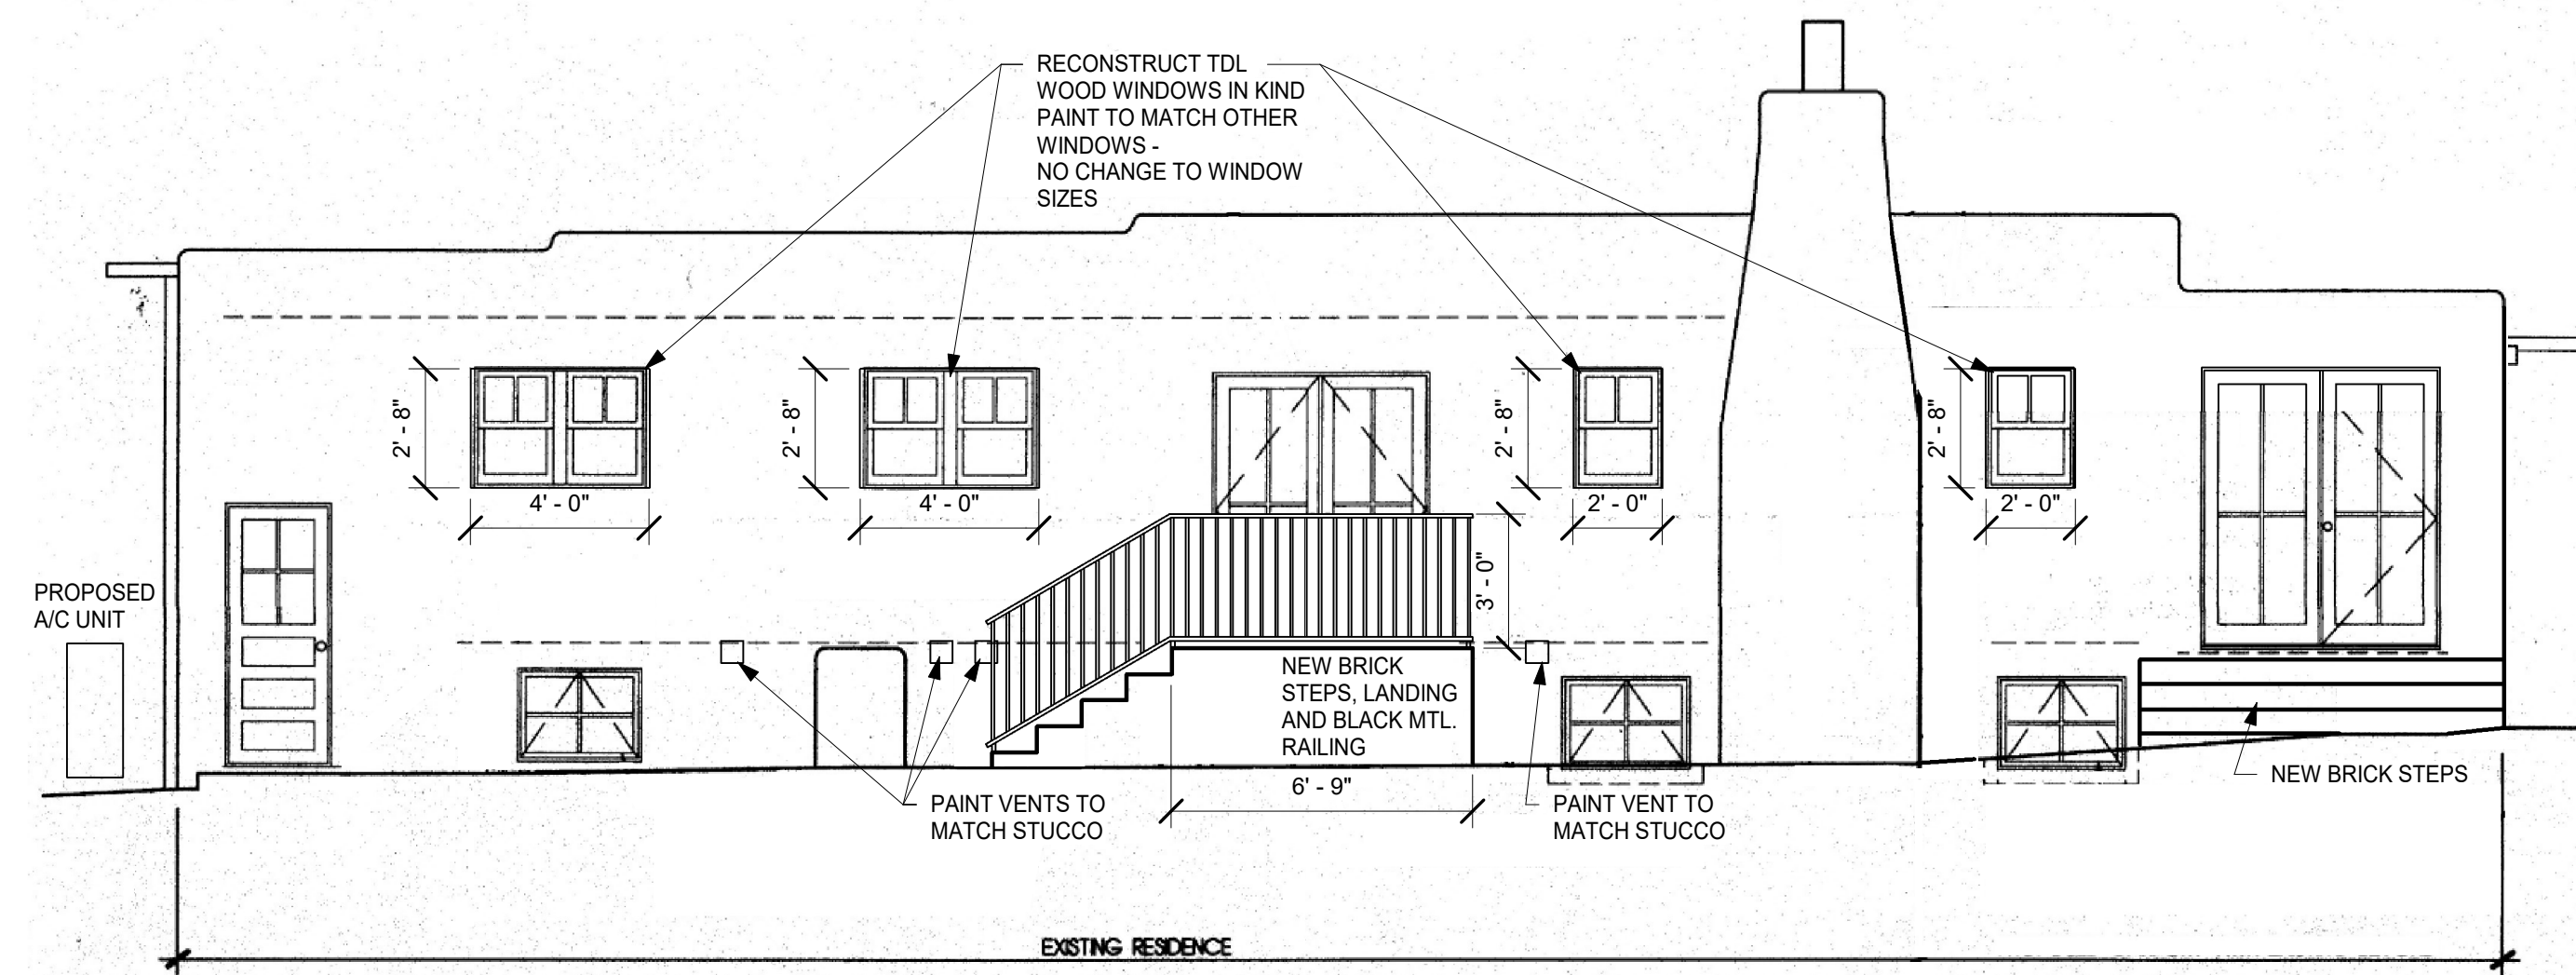 RECONSTRUCT TDL
WOOD WINDOWS IN KIND
PAINT TO MATCH OTHER
WINDOWS -
NO CHANGE TO WINDOW
SIZES
2' - 8"
4' - 0"
2' - 8"
4' - 0"
2' - 8"
2' - 0"
2' - 8"
2' - 0"
PROPOSED
A/C UNIT
3' - 0"
NEW BRICK
STEPS, LANDING
AND BLACK MTL.
RAILING
6' - 9"
PAINT VENTS TO
MATCH STUCCO
PAINT VENT TO
MATCH STUCCO
NEW BRICK STEPS
EXISTING RESIDENCE